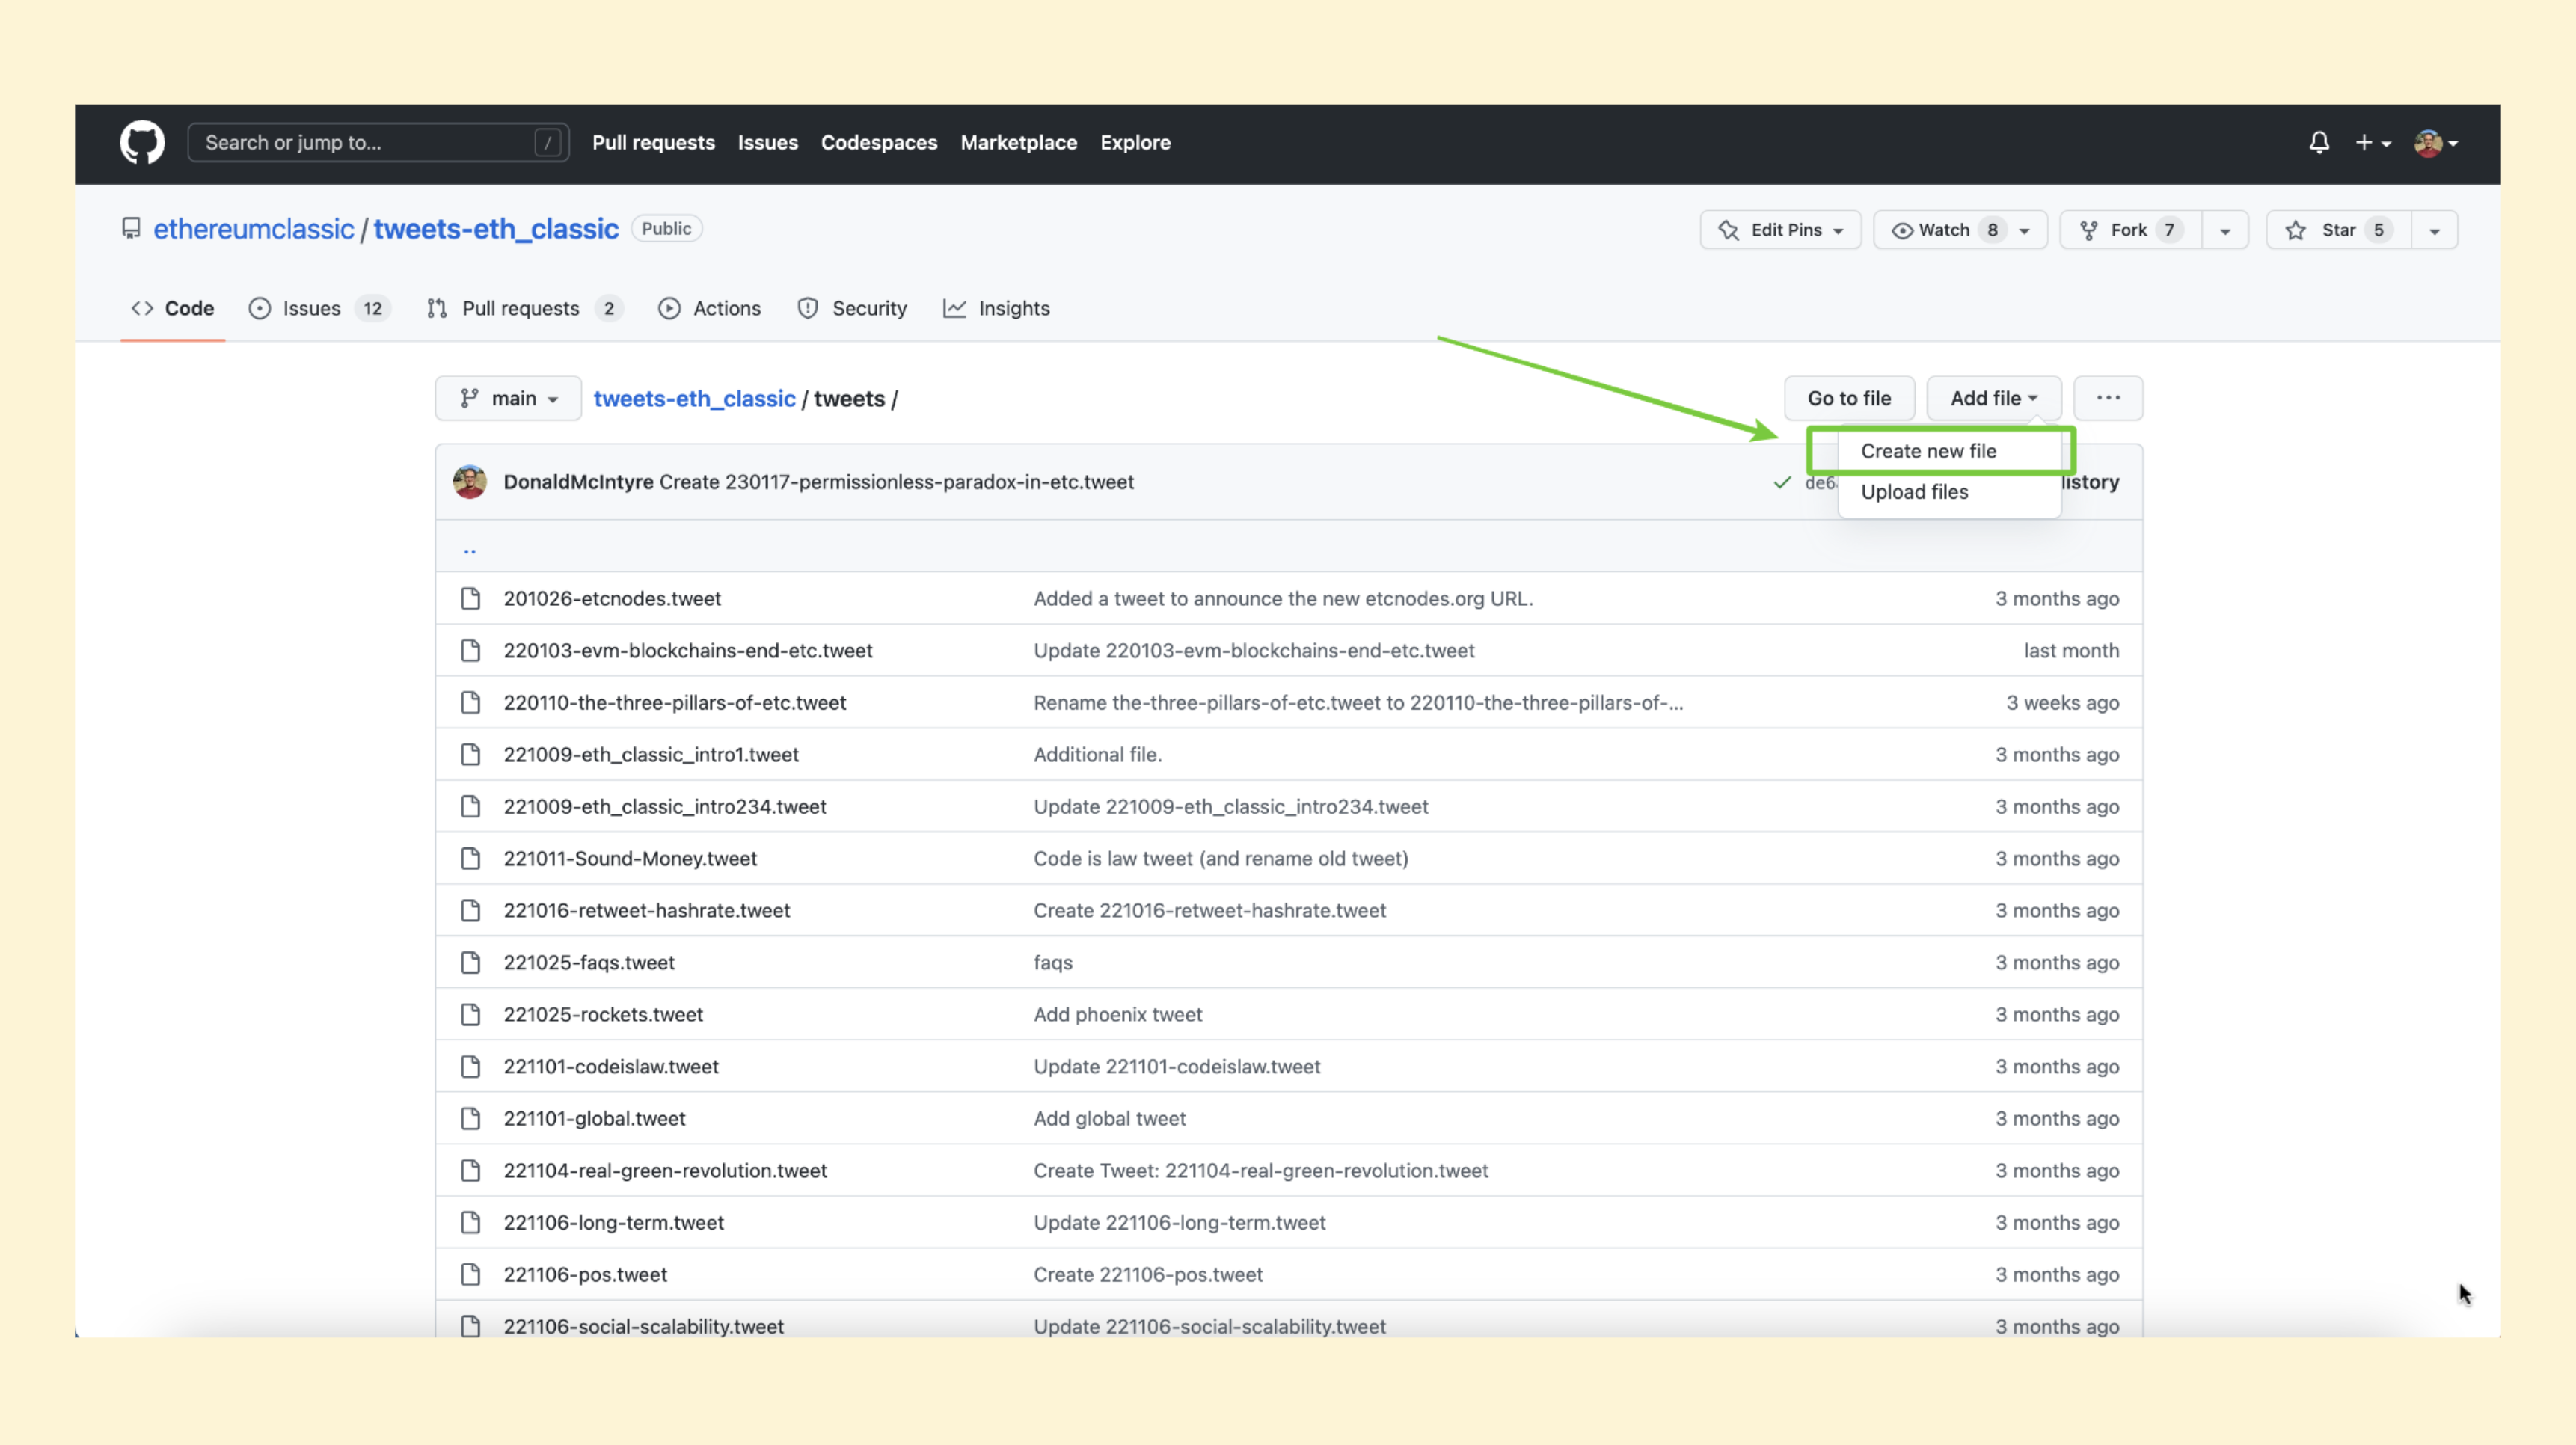 Search or jump to... / Pull requests Issues Codespaces Marketplace Explore
ethereumclassic / tweets-eth_classic Public Edit Pins Watch 8 Fork 7 Star 5
Code Issues 12 Pull requests 2 Actions Security Insights
main tweets-eth_classic / tweets / Go to file Add file ...
Create new file
DonaldMcIntyre Create 230117-permissionless-paradox-in-etc.tweet
Upload files
..
201026-etcnodes.tweet Added a tweet to announce the new etcnodes.org URL. 3 months ago
220103-evm-blockchains-end-etc.tweet Update 220103-evm-blockchains-end-etc.tweet last month
220110-the-three-pillars-of-etc.tweet Rename the-three-pillars-of-etc.tweet to 220110-the-three-pillars-of-... 3 weeks ago
221009-eth_classic_intro1.tweet Additional file. 3 months ago
221009-eth_classic_intro234.tweet Update 221009-eth_classic_intro234.tweet 3 months ago
221011-Sound-Money.tweet Code is law tweet (and rename old tweet) 3 months ago
221016-retweet-hashrate.tweet Create 221016-retweet-hashrate.tweet 3 months ago
221025-faqs.tweet faqs 3 months ago
221025-rockets.tweet Add phoenix tweet 3 months ago
221101-codeislaw.tweet Update 221101-codeislaw.tweet 3 months ago
221101-global.tweet Add global tweet 3 months ago
221104-real-green-revolution.tweet Create Tweet: 221104-real-green-revolution.tweet 3 months ago
221106-long-term.tweet Update 221106-long-term.tweet 3 months ago
221106-pos.tweet Create 221106-pos.tweet 3 months ago
221106-social-scalability.tweet Update 221106-social-scalability.tweet 3 months ago